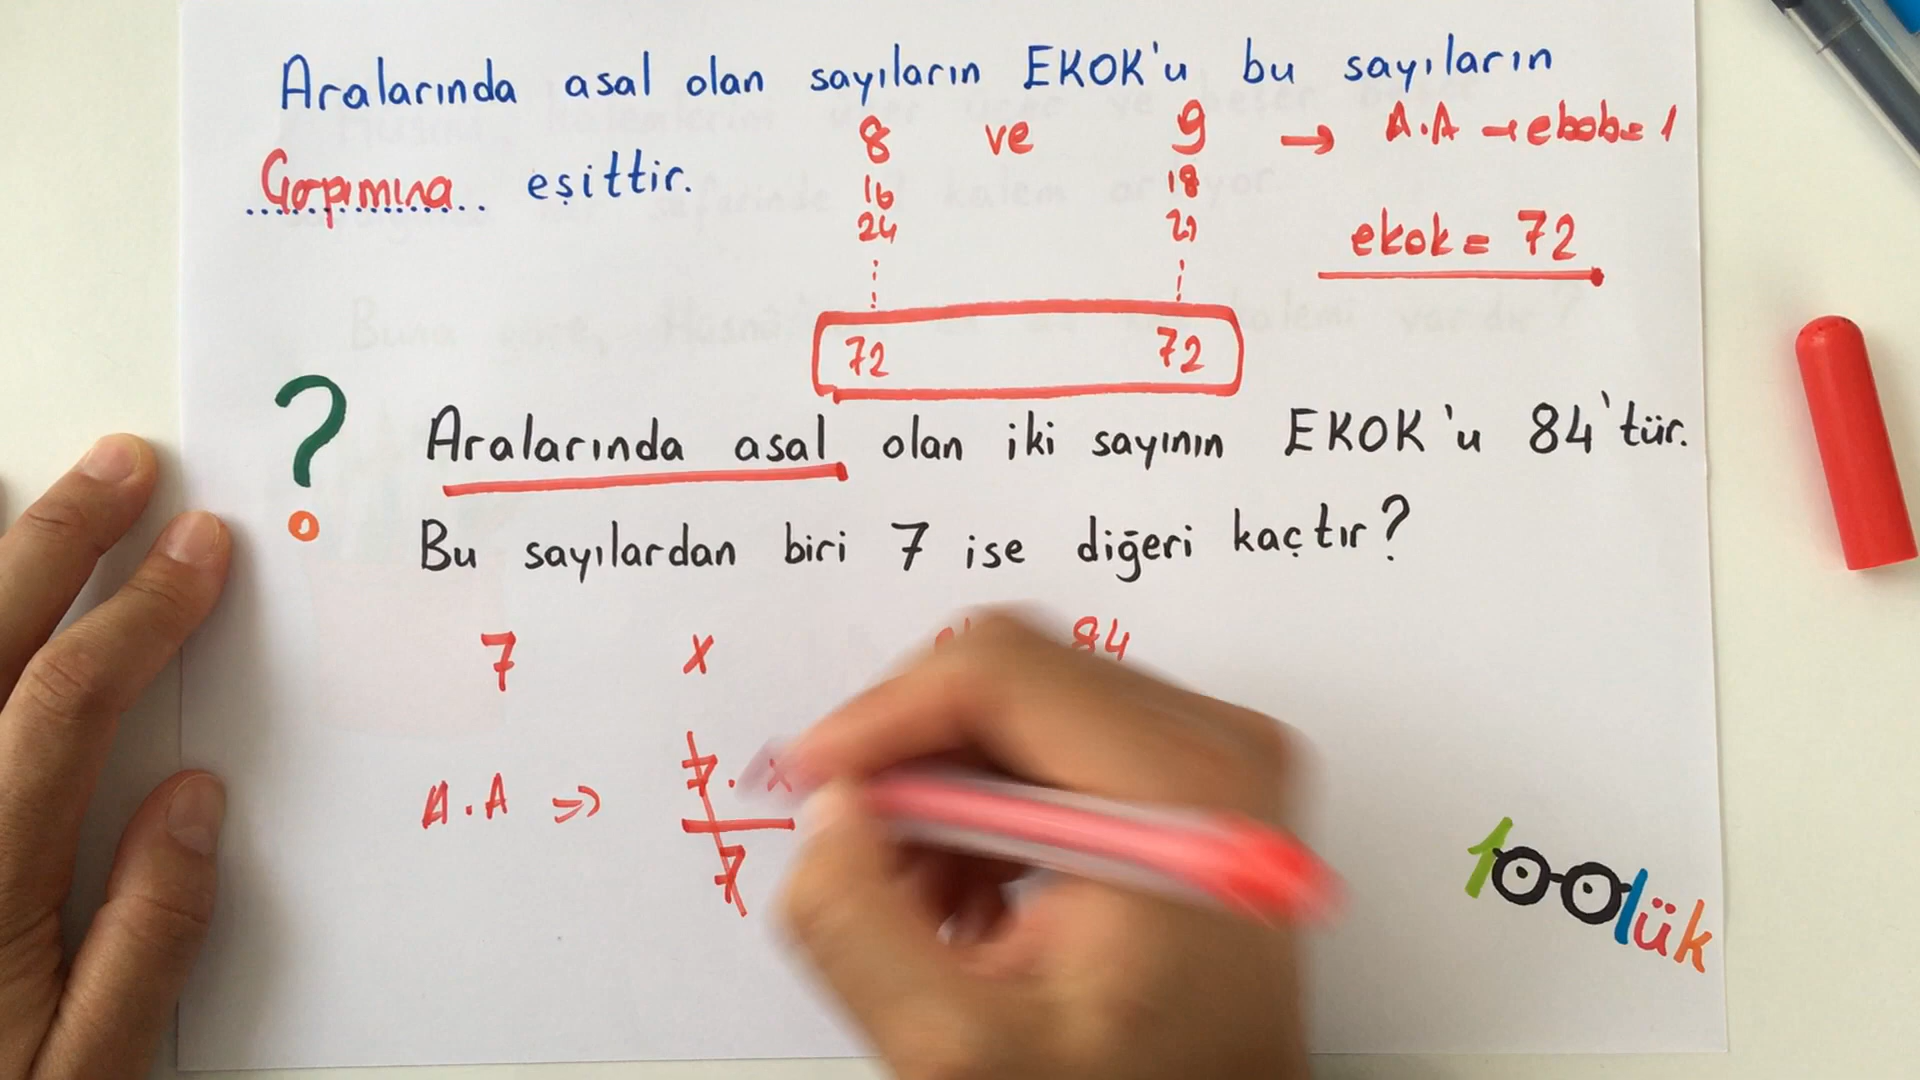 Aralarında asal olan sayıların EKOK'u bu sayıların
Çarpımına eşittir.
8 ve 9 → A.A → ebob=1
16 18
24 27
ekok = 72
72 72
? Aralarında asal olan iki sayının EKOK'u 84'tür.
Bu sayılardan biri 7 ise diğeri kaçtır?
7 x 84
A.A => 7. x
7
100lük